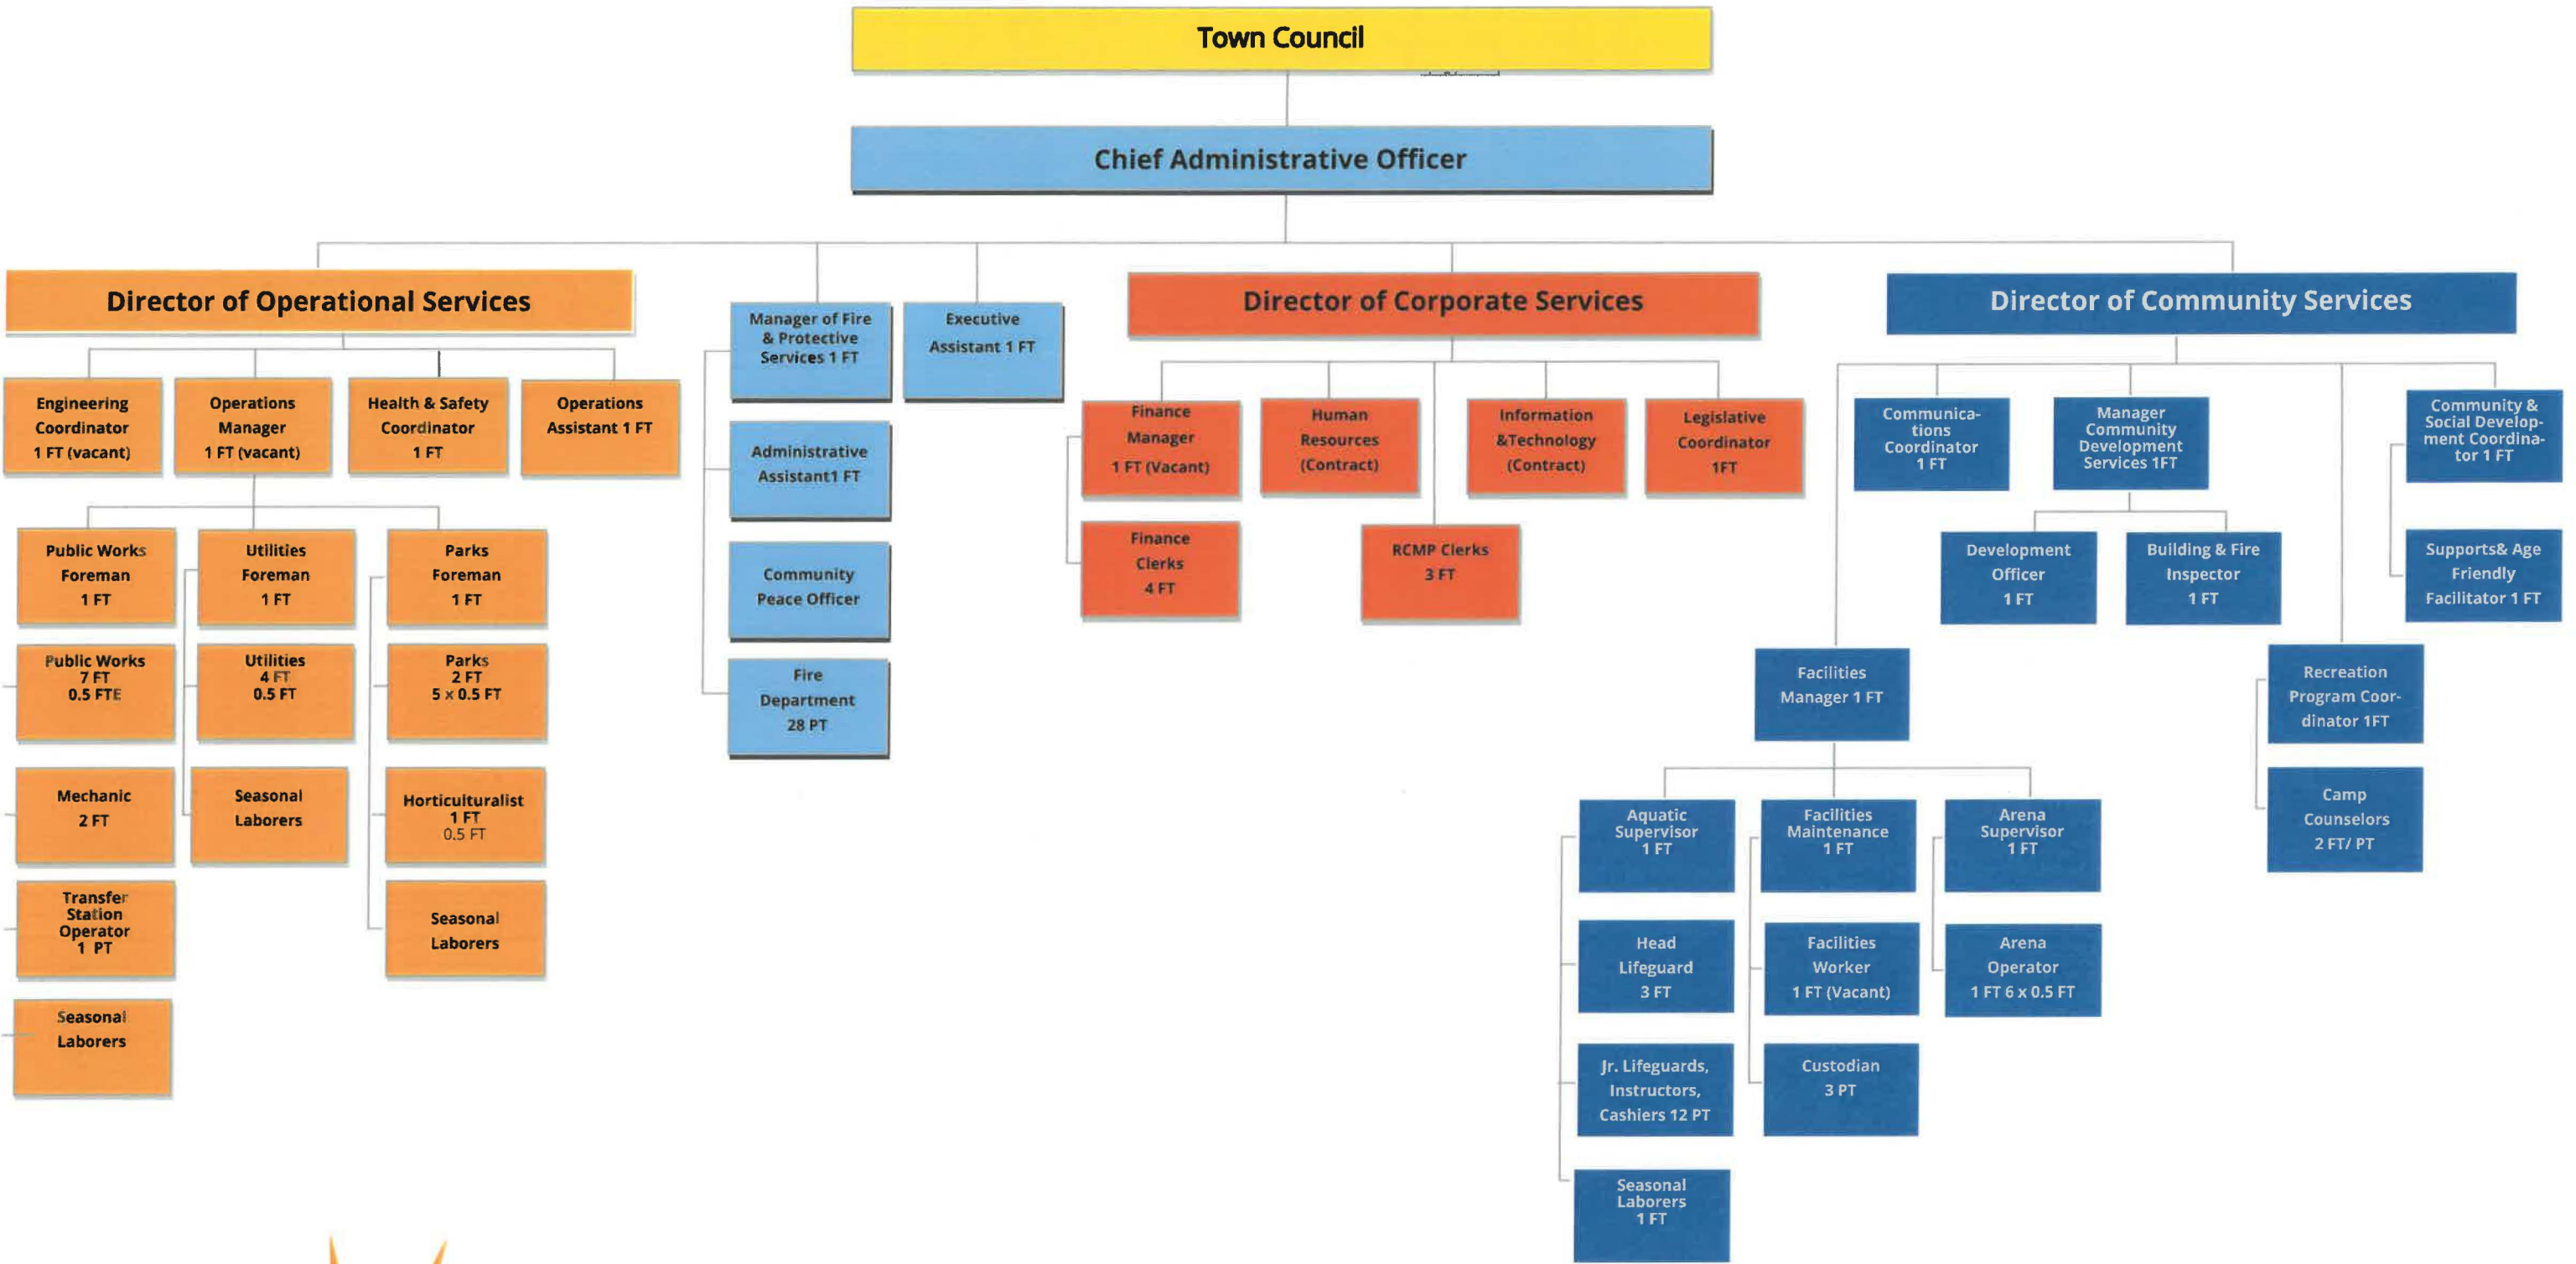 Town Council
Chief Administrative Officer
Director of Operational Services
Manager of Fire
& Protective
Services 1 FT
Executive
Assistant 1 FT
Director of Corporate Services
Director of Community Services
Engineering
Coordinator
1 FT (vacant)
Operations
Manager
1 FT (vacant)
Health & Safety
Coordinator
1 FT
Operations
Assistant 1 FT
Administrative
Assistant1 FT
Community
Peace Officer
Fire
Department
28 PT
Public Works
Foreman
1 FT
Utilities
Foreman
1 FT
Parks
Foreman
1 FT
Public Works
7 FT
0.5 FTE
Utilities
4 FT
0.5 FT
Parks
2 FT
5 x 0.5 FT
Mechanic
2 FT
Seasonal
Laborers
Horticulturalist
1 FT
0.5 FT
Transfer
Station
Operator
1 PT
Seasonal
Laborers
Seasonal
Laborers
Finance
Manager
1 FT (Vacant)
Human
Resources
(Contract)
Information
&Technology
(Contract)
Legislative
Coordinator
1FT
Finance
Clerks
4 FT
RCMP Clerks
3 FT
Communica-
tions
Coordinator
1 FT
Manager
Community
Development
Services 1FT
Community &
Social Develop-
ment Coordina-
tor 1 FT
Development
Officer
1 FT
Building & Fire
Inspector
1 FT
Supports& Age
Friendly
Facilitator 1 FT
Facilities
Manager 1 FT
Recreation
Program Coor-
dinator 1FT
Camp
Counselors
2 FT/ PT
Aquatic
Supervisor
1 FT
Facilities
Maintenance
1 FT
Arena
Supervisor
1 FT
Head
Lifeguard
3 FT
Facilities
Worker
1 FT (Vacant)
Arena
Operator
1 FT 6 x 0.5 FT
Jr. Lifeguards,
Instructors,
Cashiers 12 PT
Custodian
3 PT
Seasonal
Laborers
1 FT